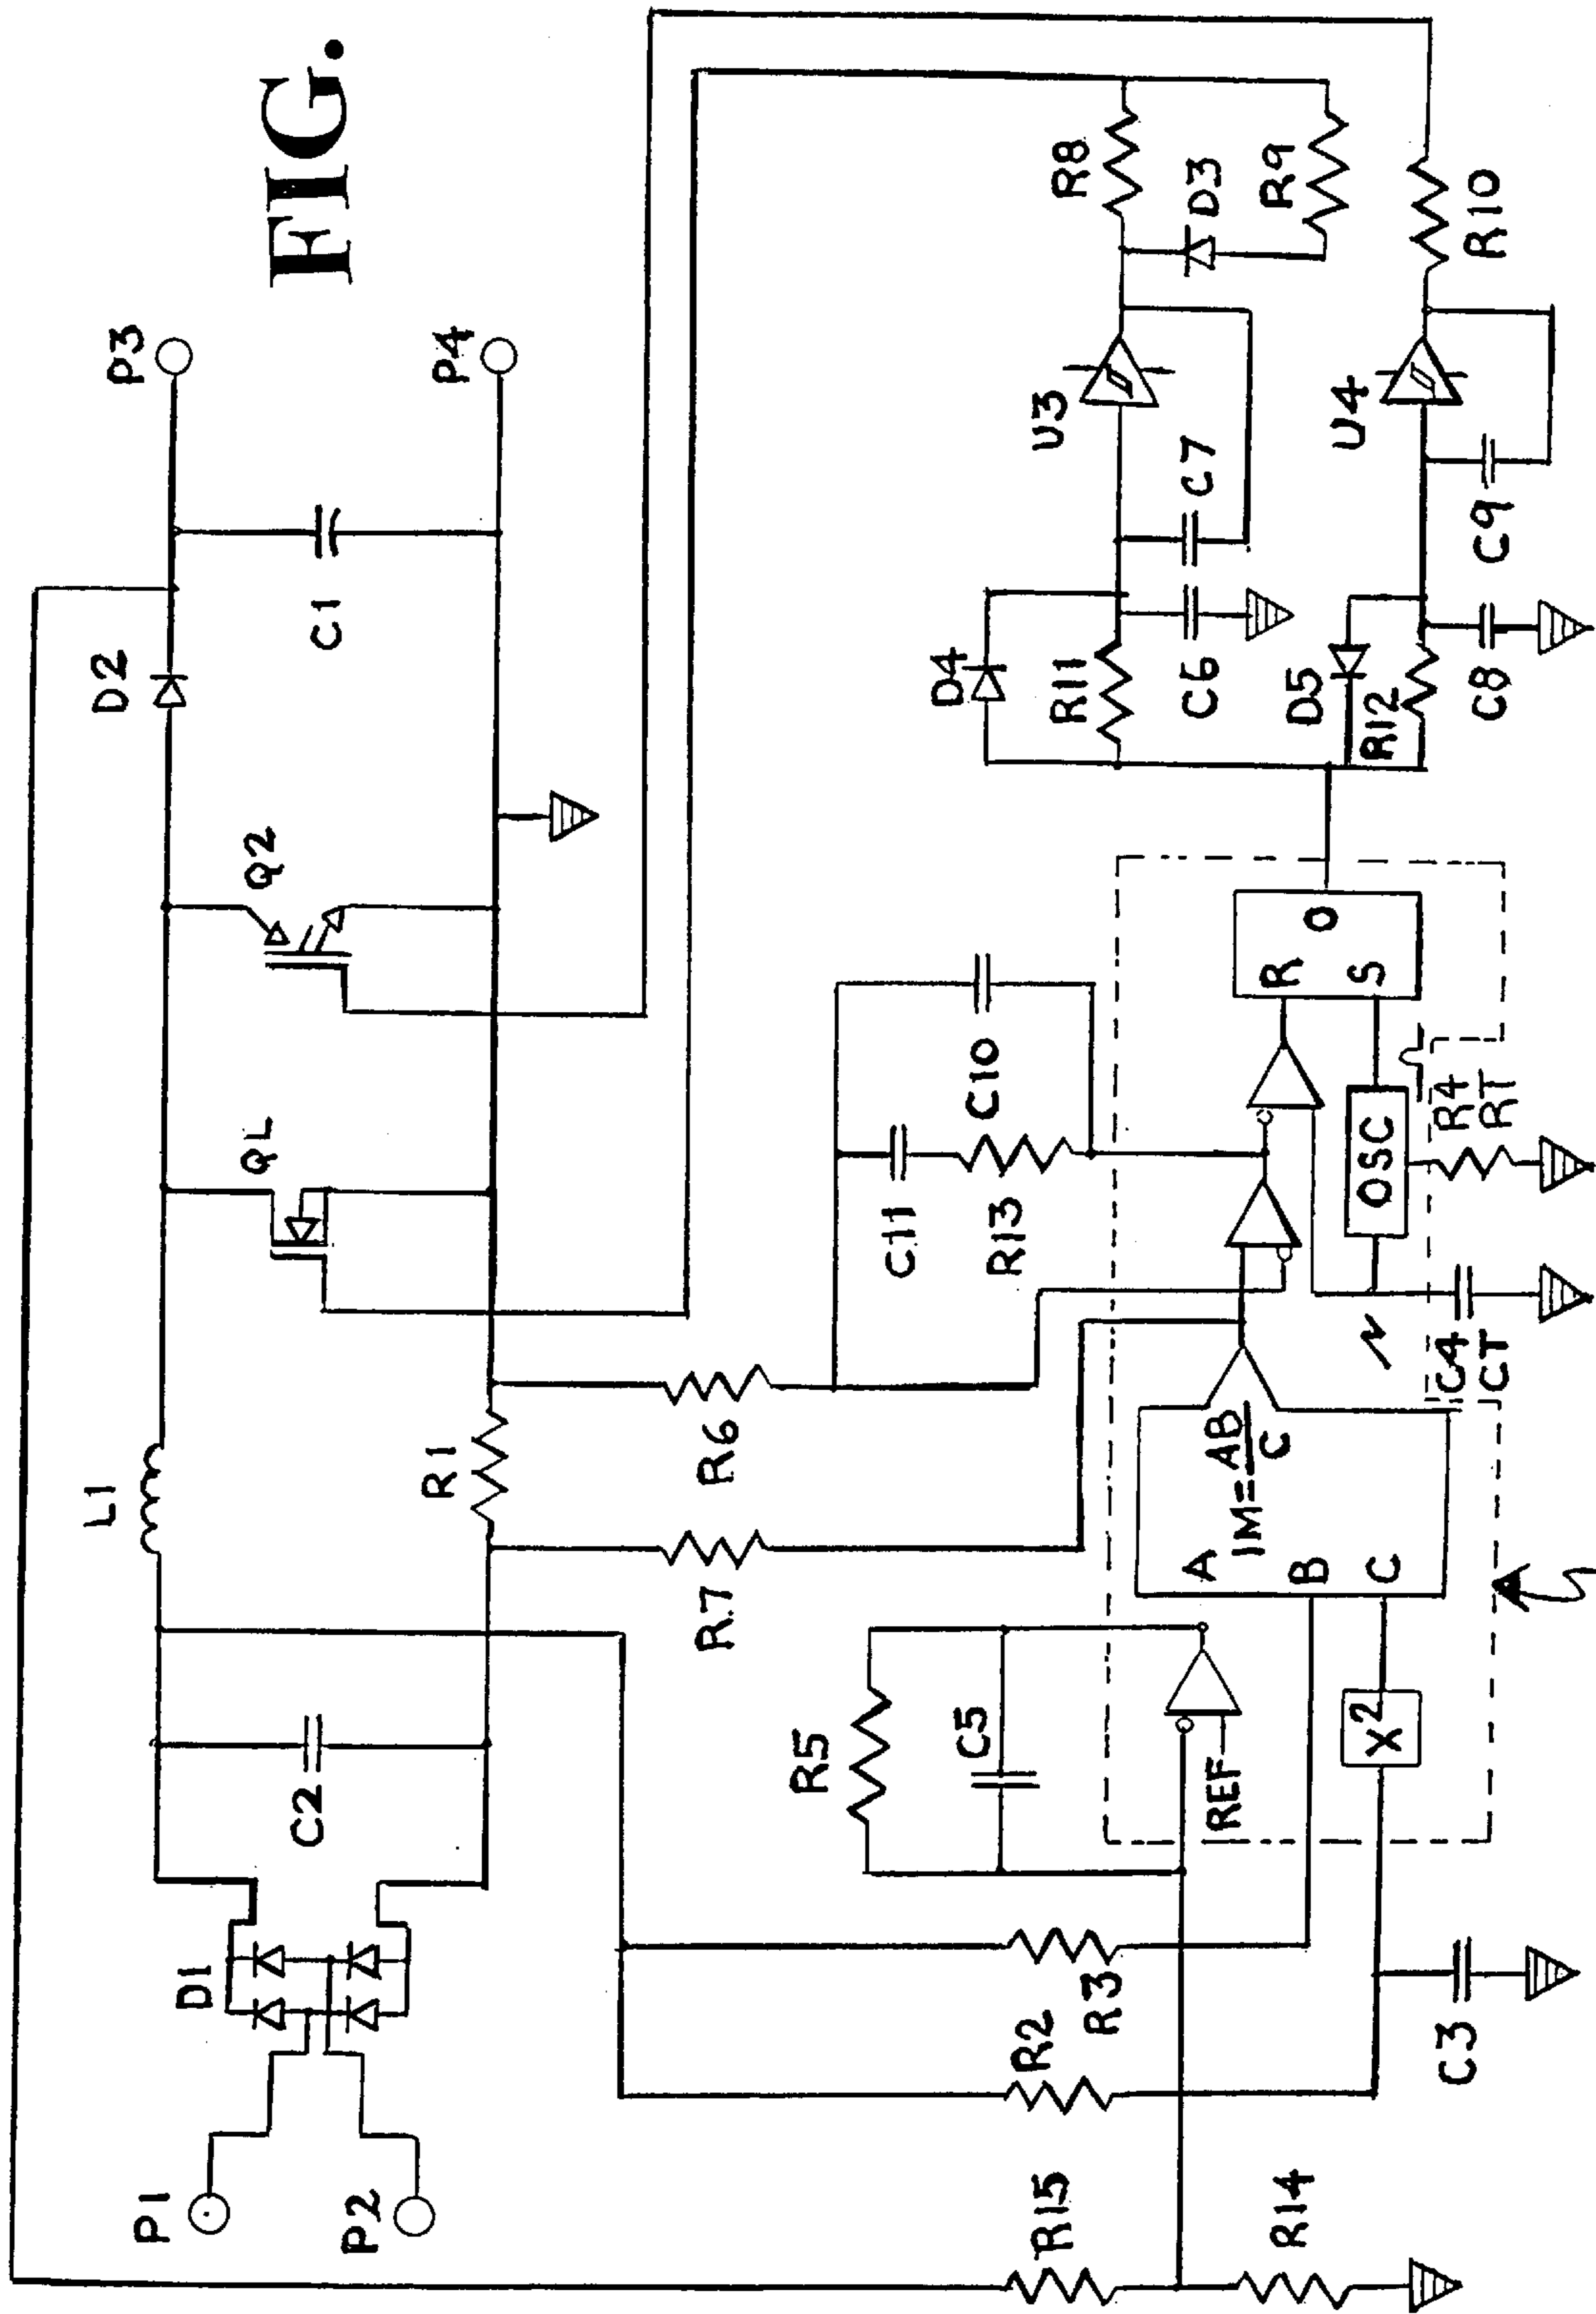 FIG.
P1
P2
D1
C2
L1
R1
QL
Q2
D2
C1
P3
P4
R7
R6
R5
C5
R15
R14
R2
R3
C3
REF
X²
A
B
C
IM=AB/C
C11
R13
C10
C4
CT
OSC
R4
RT
R
S
O
D4
R11
C6
C7
U3
R8
D3
R9
D5
R12
C8
C9
U4
R10